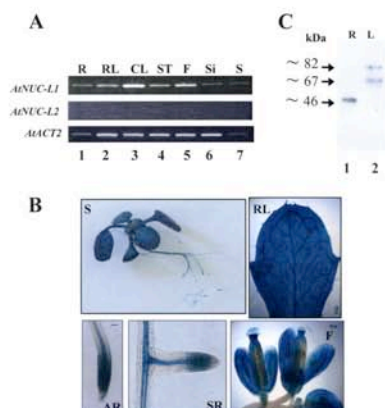 A
R RL CL ST F Si S
AtNUC-L1
AtNUC-L2
AtACT2
1 2 3 4 5 6 7
C
kDa R L
~ 82
~ 67
~ 46
1 2
B
S
RL
AR
SR
F